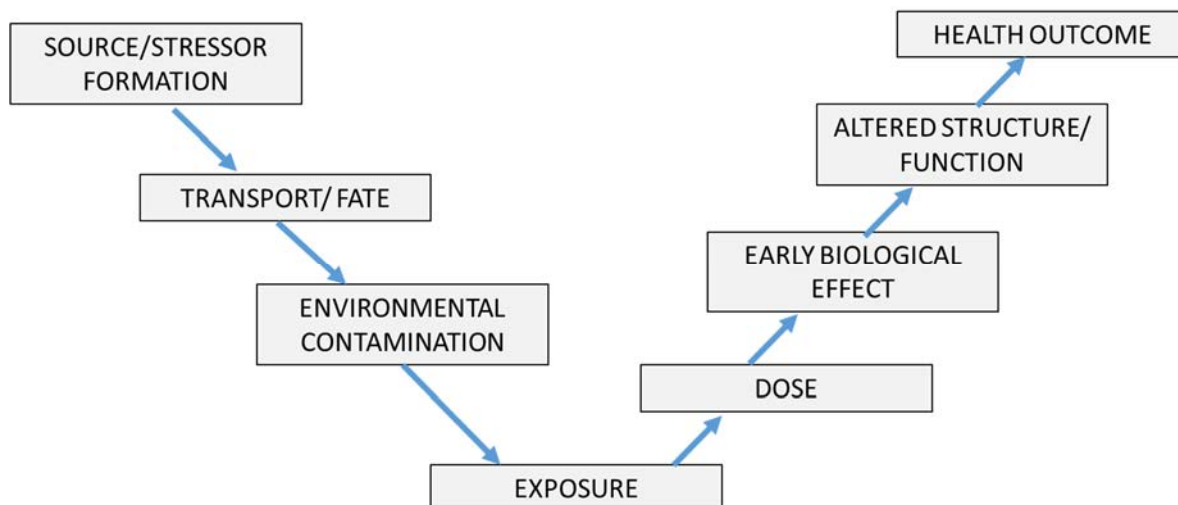 SOURCE/STRESSOR
FORMATION
TRANSPORT/ FATE
ENVIRONMENTAL
CONTAMINATION
EXPOSURE
DOSE
EARLY BIOLOGICAL
EFFECT
ALTERED STRUCTURE/
FUNCTION
HEALTH OUTCOME